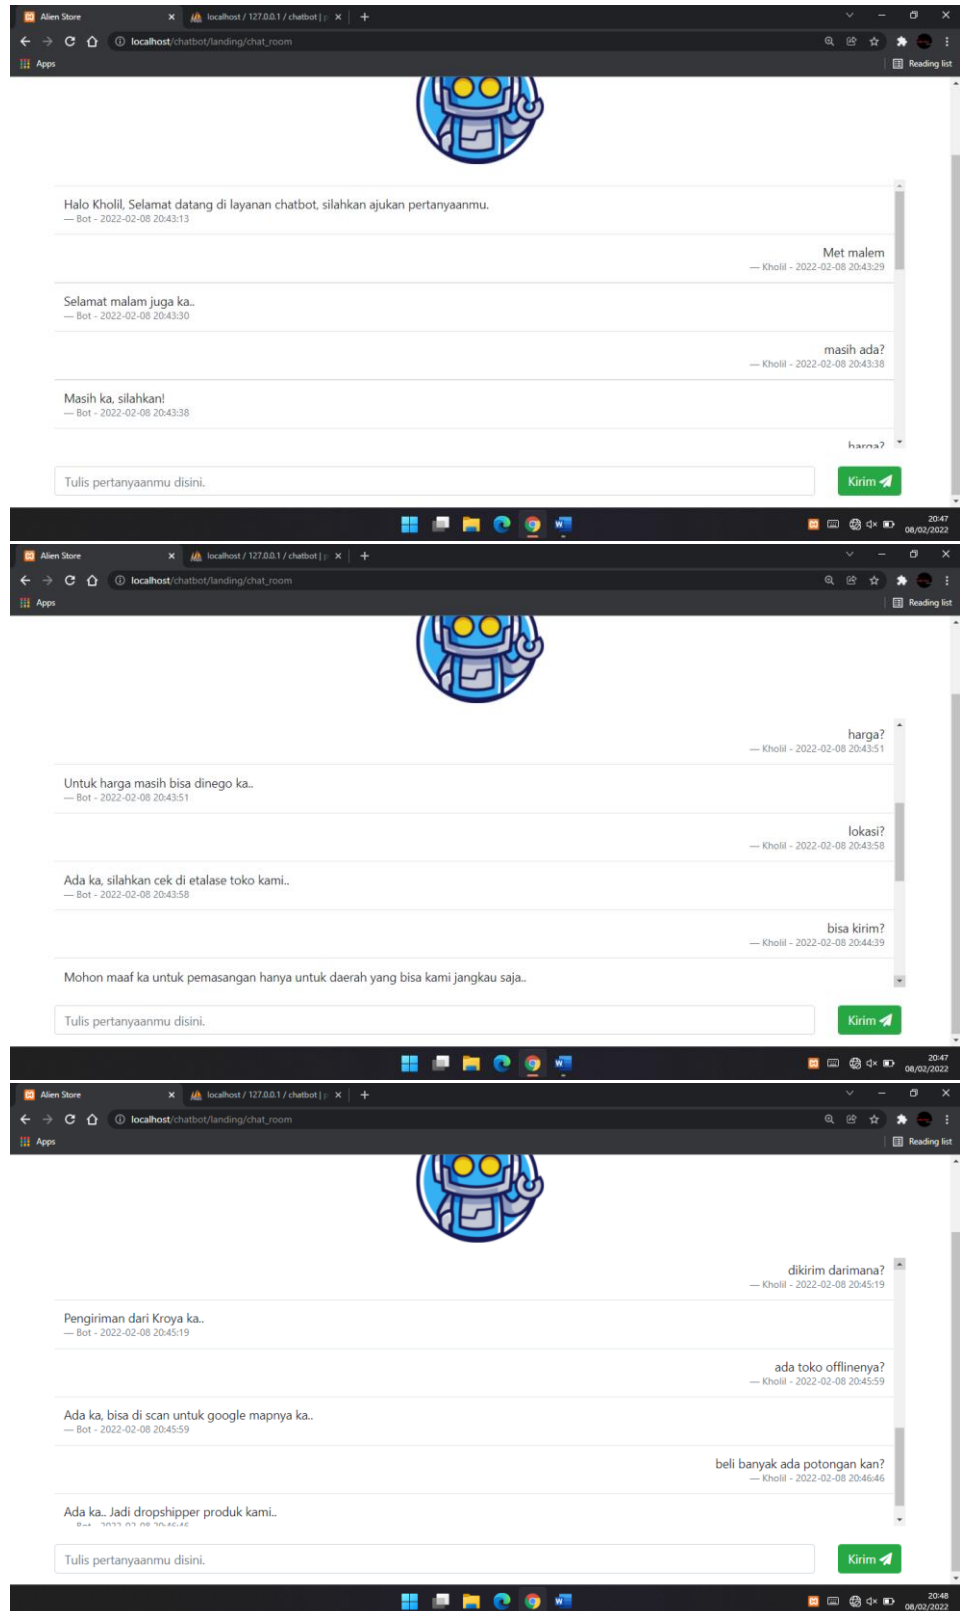 Alien Store
localhost / 127.0.0.1 / chatbot | p
localhost/chatbot/landing/chat_room
Apps
Reading list
Halo Kholil, Selamat datang di layanan chatbot, silahkan ajukan pertanyaanmu.
— Bot - 2022-02-08 20:43:13
Met malem
— Kholil - 2022-02-08 20:43:29
Selamat malam juga ka..
— Bot - 2022-02-08 20:43:30
masih ada?
— Kholil - 2022-02-08 20:43:38
Masih ka, silahkan!
— Bot - 2022-02-08 20:43:38
harga?
Tulis pertanyaanmu disini.
Kirim
20:47
08/02/2022
Alien Store
localhost / 127.0.0.1 / chatbot | p
localhost/chatbot/landing/chat_room
Apps
Reading list
harga?
— Kholil - 2022-02-08 20:43:51
Untuk harga masih bisa dinego ka..
— Bot - 2022-02-08 20:43:51
lokasi?
— Kholil - 2022-02-08 20:43:58
Ada ka, silahkan cek di etalase toko kami..
— Bot - 2022-02-08 20:43:58
bisa kirim?
— Kholil - 2022-02-08 20:44:39
Mohon maaf ka untuk pemasangan hanya untuk daerah yang bisa kami jangkau saja..
Tulis pertanyaanmu disini.
Kirim
20:47
08/02/2022
Alien Store
localhost / 127.0.0.1 / chatbot | p
localhost/chatbot/landing/chat_room
Apps
Reading list
dikirim darimana?
— Kholil - 2022-02-08 20:45:19
Pengiriman dari Kroya ka..
— Bot - 2022-02-08 20:45:19
ada toko offlinenya?
— Kholil - 2022-02-08 20:45:59
Ada ka, bisa di scan untuk google mapnya ka..
— Bot - 2022-02-08 20:45:59
beli banyak ada potongan kan?
— Kholil - 2022-02-08 20:46:46
Ada ka.. Jadi dropshipper produk kami..
— Bot - 2022-02-08 20:46:46
Tulis pertanyaanmu disini.
Kirim
20:48
08/02/2022